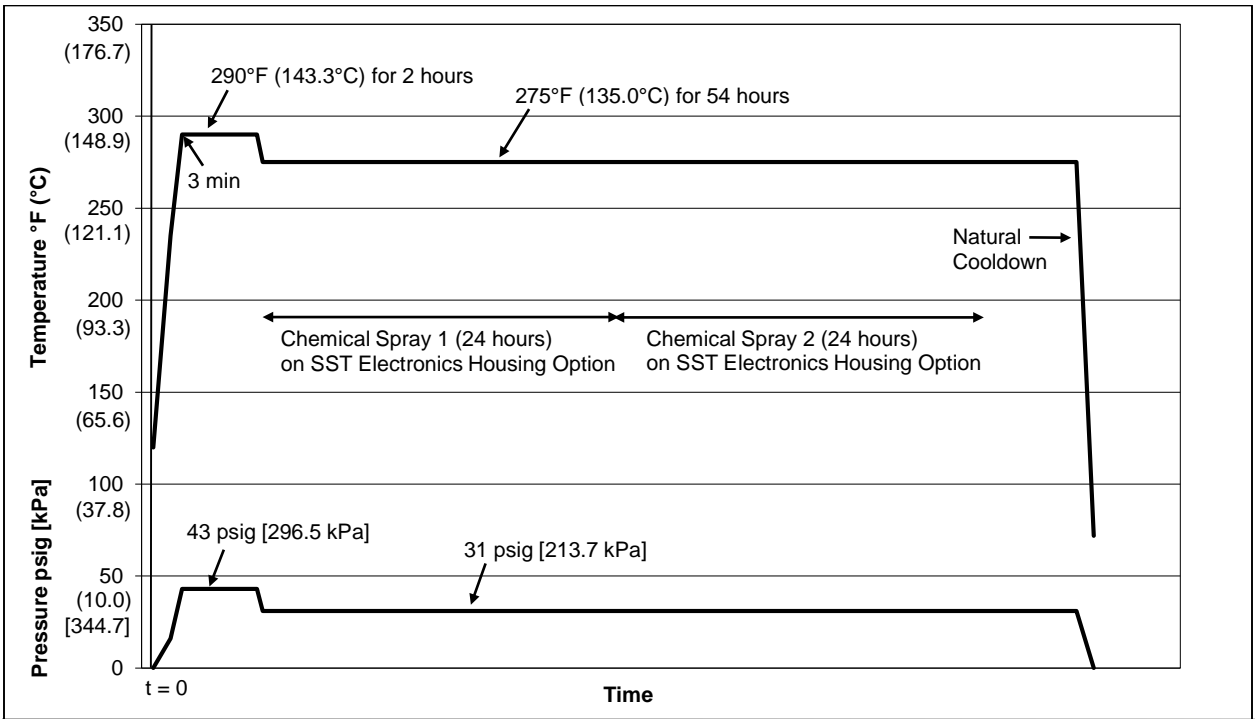 350
(176.7)
290°F (143.3°C) for 2 hours
275°F (135.0°C) for 54 hours
300
(148.9)
3 min
250
(121.1)
Natural
Cooldown
Temperature °F (°C)
200
(93.3)
Chemical Spray 1 (24 hours)
on SST Electronics Housing Option
Chemical Spray 2 (24 hours)
on SST Electronics Housing Option
150
(65.6)
100
(37.8)
43 psig [296.5 kPa]
31 psig [213.7 kPa]
Pressure psig [kPa]
50
(10.0)
[344.7]
0
t = 0
Time